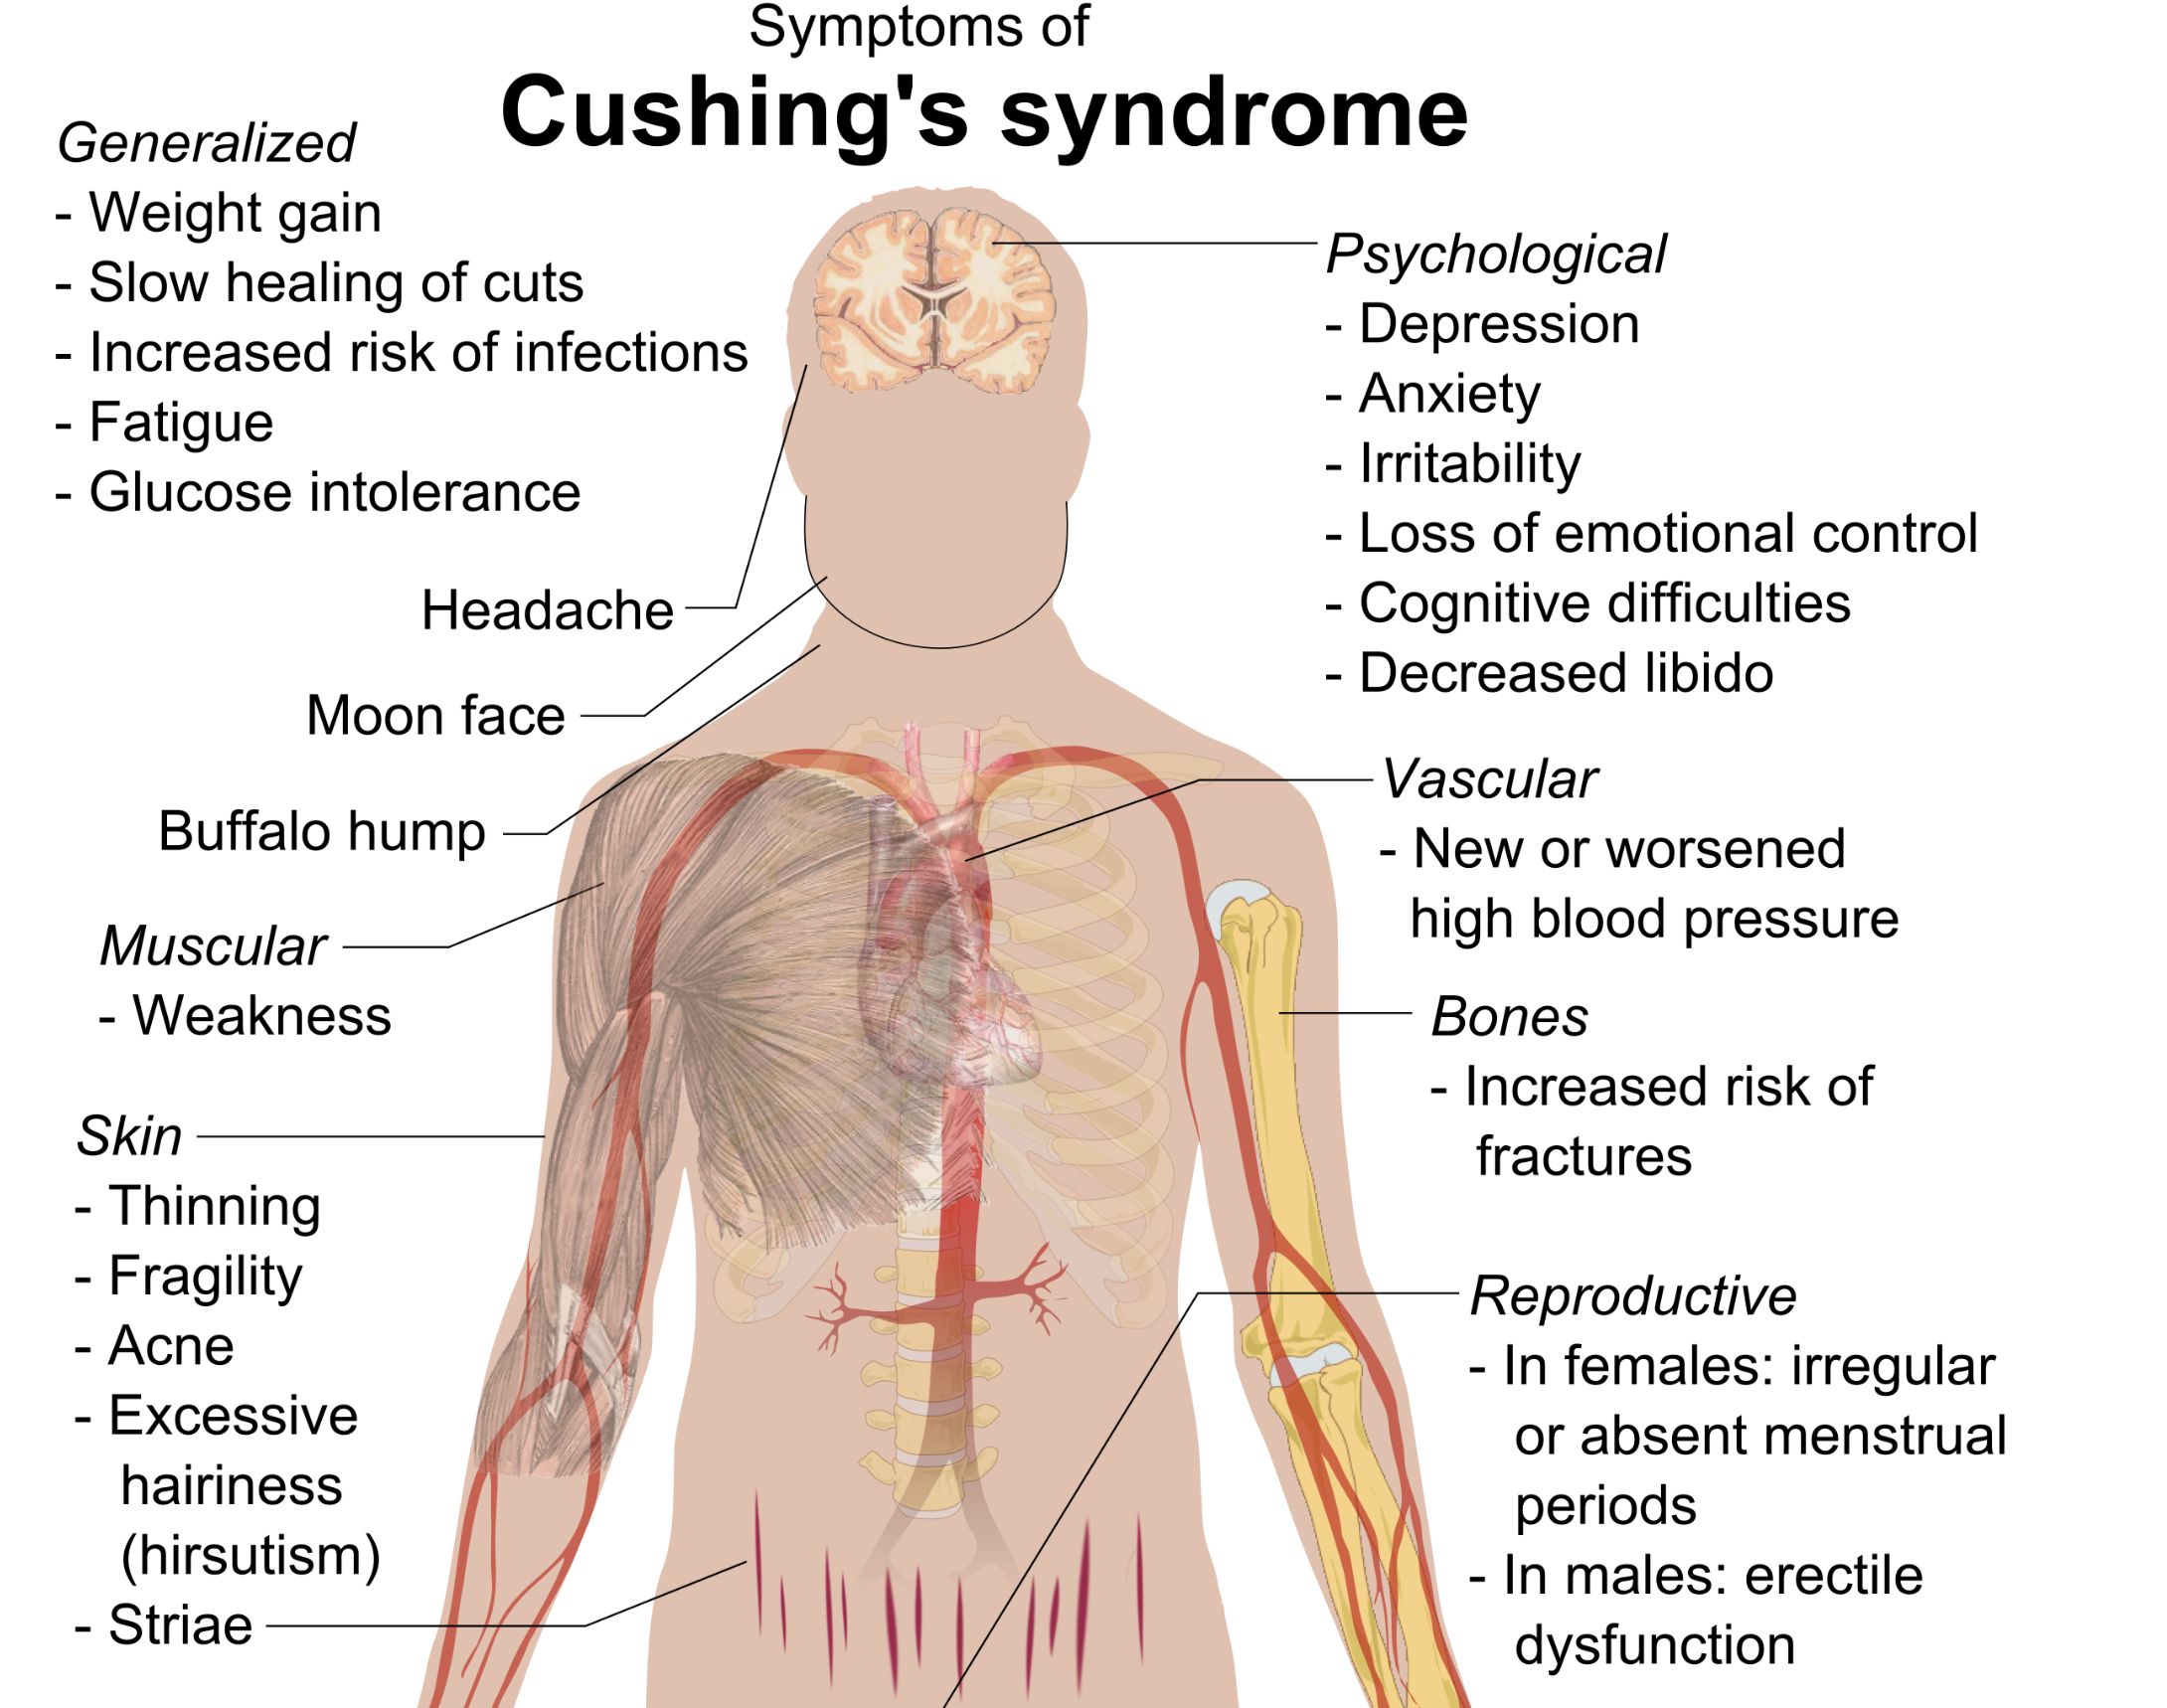 Symptoms of
Cushing's syndrome
Generalized
- Weight gain
- Slow healing of cuts
- Increased risk of infections
- Fatigue
- Glucose intolerance
Headache
Moon face
Buffalo hump
Muscular
- Weakness
Skin
- Thinning
- Fragility
- Acne
- Excessive
hairiness
(hirsutism)
- Striae
Psychological
- Depression
- Anxiety
- Irritability
- Loss of emotional control
- Cognitive difficulties
- Decreased libido
Vascular
- New or worsened
high blood pressure
Bones
- Increased risk of
fractures
Reproductive
- In females: irregular
or absent menstrual
periods
- In males: erectile
dysfunction